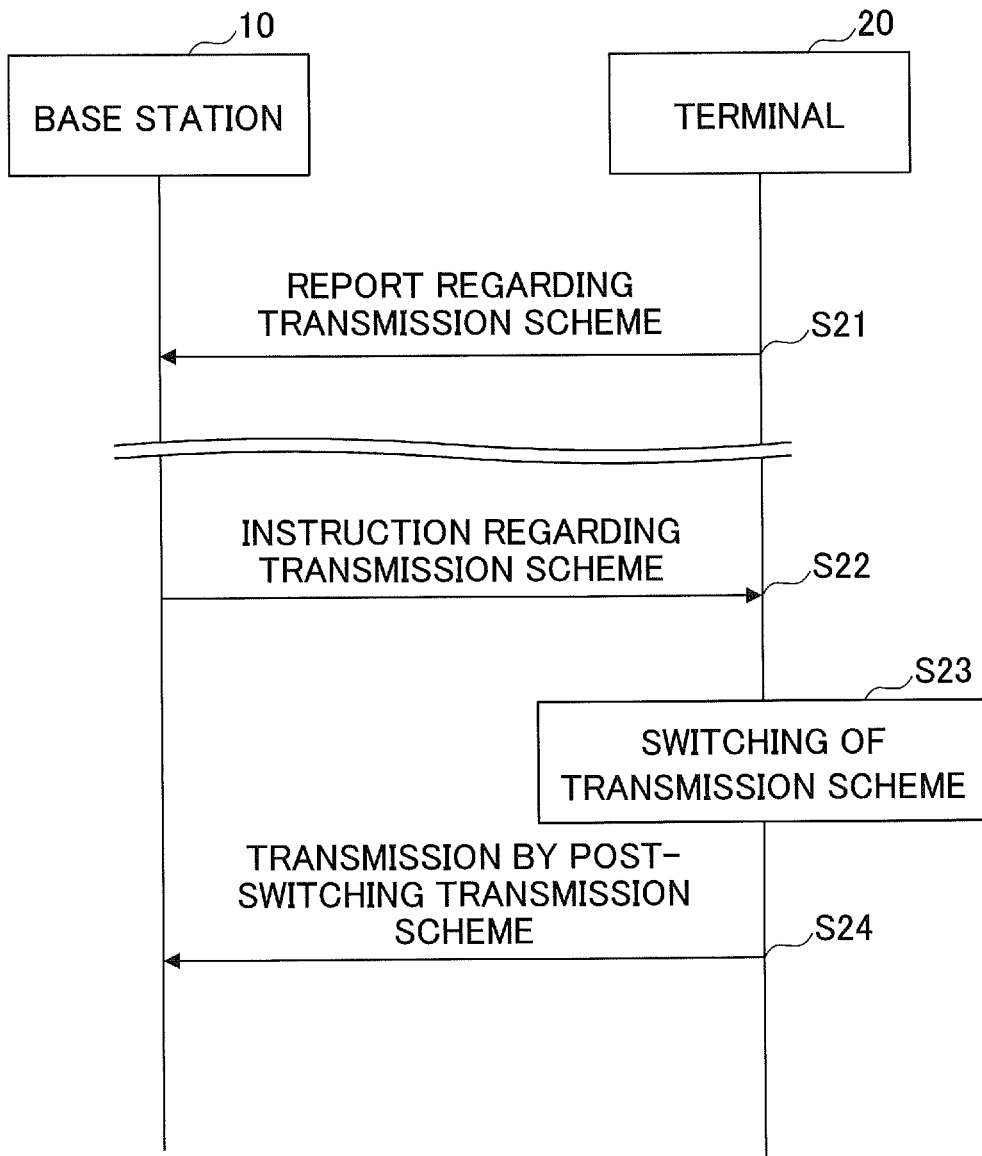 10
20
BASE STATION
TERMINAL
REPORT REGARDING
TRANSMISSION SCHEME
S21
INSTRUCTION REGARDING
TRANSMISSION SCHEME
S22
S23
SWITCHING OF
TRANSMISSION SCHEME
TRANSMISSION BY POST-
SWITCHING TRANSMISSION
SCHEME
S24